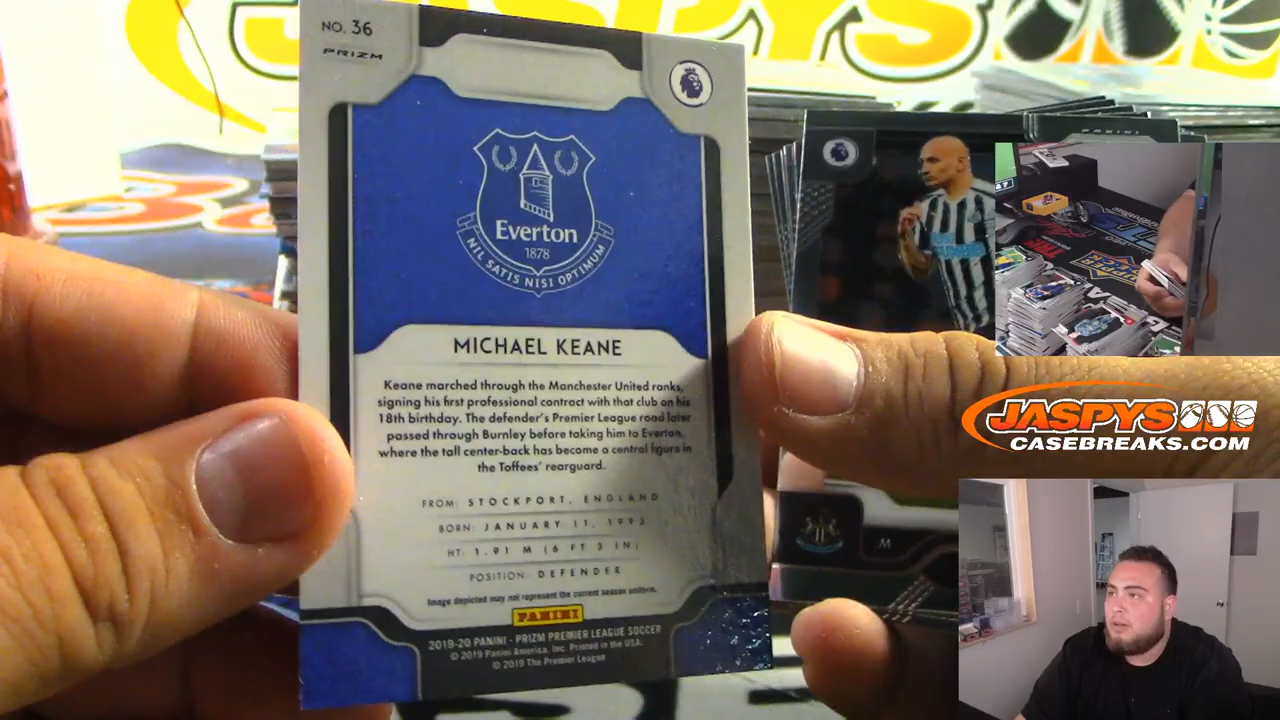 JASPYS
NO. 36
PRIZM
Everton
1878
NIL SATIS NISI OPTIMUM
MICHAEL KEANE
Keane marched through the Manchester United ranks,
signing his first professional contract with that club on his
18th birthday. The defender's Premier League road later
passed through Burnley before taking him to Everton,
where the tall center-back has become a central figure in
the Toffees' rearguard.
FROM: STOCKPORT, ENGLAND
BORN: JANUARY 11, 1993
HT: 1.91 M (6 FT 3 IN)
POSITION: DEFENDER
Image depicted may not represent the current season uniform.
PANINI
2019-20 PANINI - PRIZM PREMIER LEAGUE SOCCER
© 2019 Panini America, Inc. Printed in the USA.
© 2019 The Premier League
PANINI
M
UPPER DECK
JASPYS
CASEBREAKS.COM